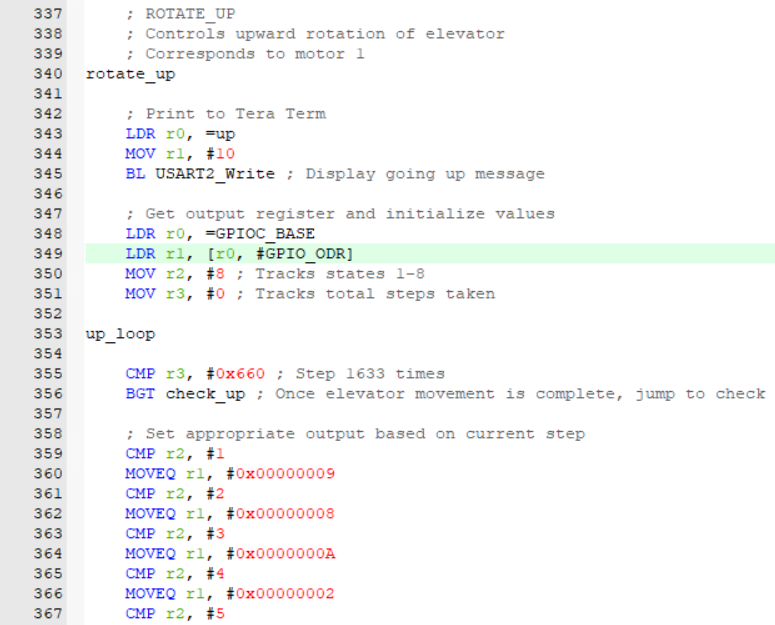 337 ; ROTATE_UP
338 ; Controls upward rotation of elevator
339 ; Corresponds to motor 1
340 rotate_up
341
342 ; Print to Tera Term
343 LDR r0, =up
344 MOV r1, #10
345 BL USART2_Write ; Display going up message
346
347 ; Get output register and initialize values
348 LDR r0, =GPIOC_BASE
349 LDR r1, [r0, #GPIO_ODR]
350 MOV r2, #8 ; Tracks states 1-8
351 MOV r3, #0 ; Tracks total steps taken
352
353 up_loop
354
355 CMP r3, #0x660 ; Step 1633 times
356 BGT check_up ; Once elevator movement is complete, jump to check
357
358 ; Set appropriate output based on current step
359 CMP r2, #1
360 MOVEQ r1, #0x00000009
361 CMP r2, #2
362 MOVEQ r1, #0x00000008
363 CMP r2, #3
364 MOVEQ r1, #0x0000000A
365 CMP r2, #4
366 MOVEQ r1, #0x00000002
367 CMP r2, #5